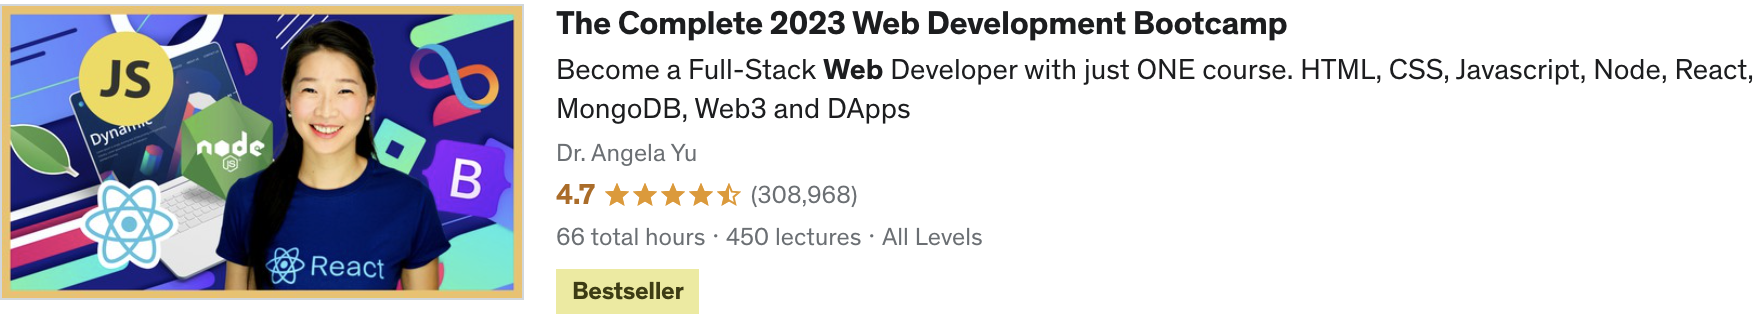 JS
Dynamic
node
JS
B
React
The Complete 2023 Web Development Bootcamp
Become a Full-Stack Web Developer with just ONE course. HTML, CSS, Javascript, Node, React,
MongoDB, Web3 and DApps
Dr. Angela Yu
4.7 (308,968)
66 total hours · 450 lectures · All Levels
Bestseller